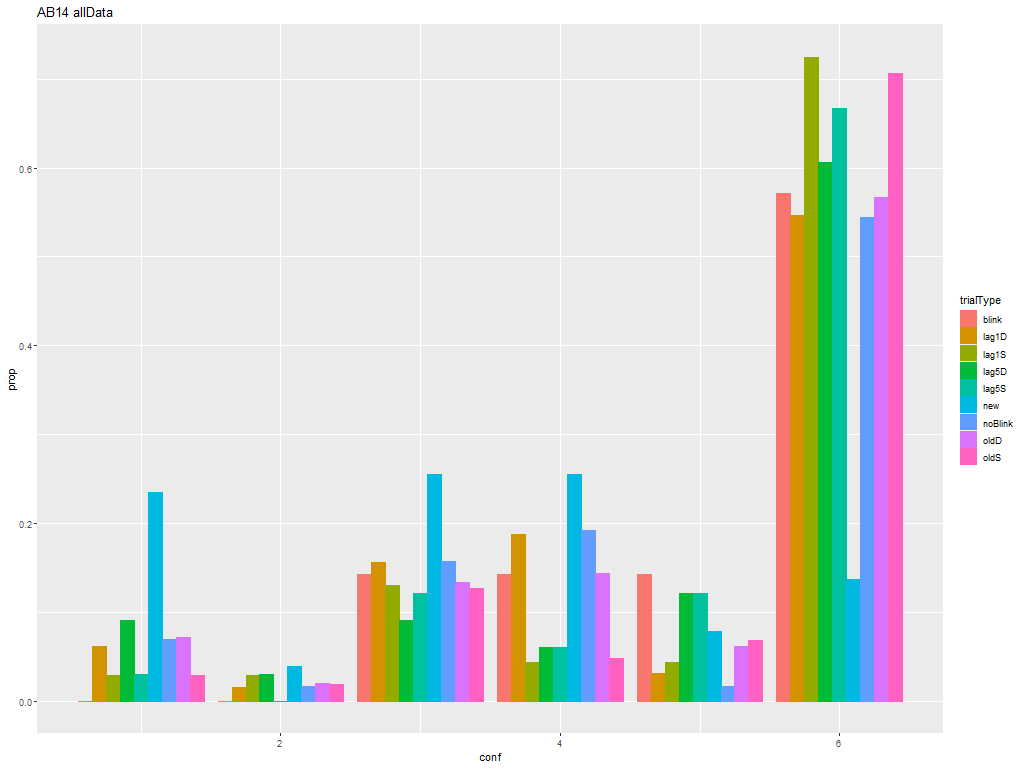 AB14 allData
prop
0.6
0.4
0.2
0.0
2
4
6
conf
trialType
blink
lag1D
lag1S
lag5D
lag5S
new
noBlink
oldD
oldS